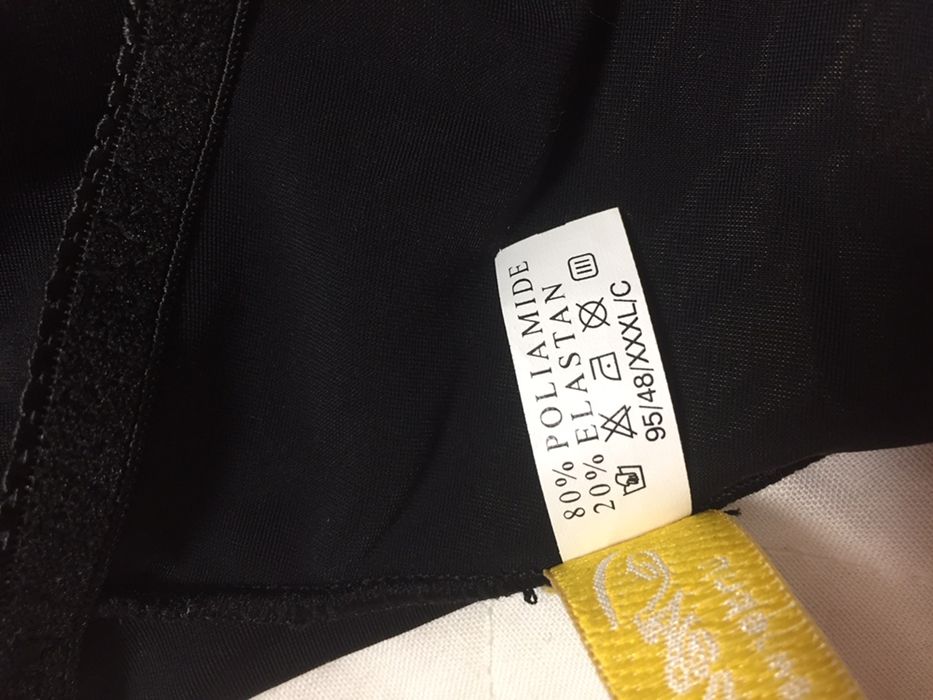 80% POLIAMIDE
20% ELASTAN
95/48/XXXL/C